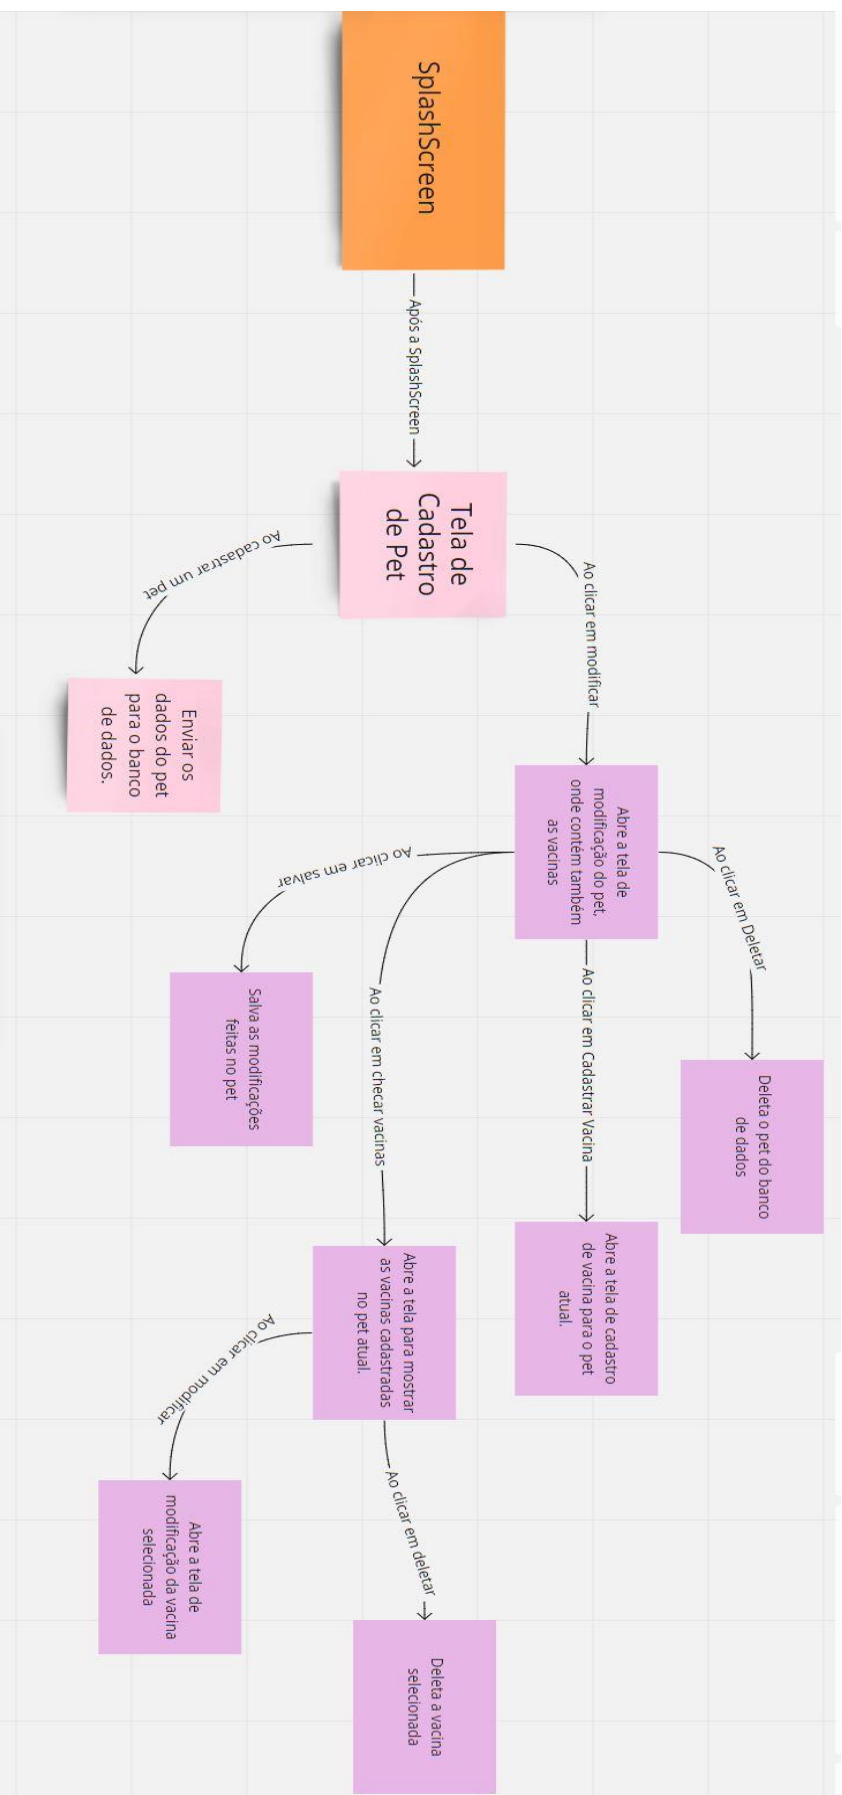 SplashScreen
Após a SplashScreen
Tela de
Cadastro
de Pet
Ao clicar em modificar
Ao cadastrar um pet
Enviar os
dados do pet
para o banco
de dados.
Abre a tela de
modificação do pet,
onde contém também
as vacinas
Ao clicar em Deletar
Deleta o pet do banco
de dados
Ao clicar em Cadastrar Vacina
Abre a tela de cadastro
de vacina para o pet
atual.
Ao clicar em checar vacinas
Abre a tela para mostrar
as vacinas cadastradas
no pet atual.
Ao clicar em salvar
Salva as modificações
feitas no pet
Ao clicar em deletar
Deleta a vacina
selecionada
Ao clicar em modificar
Abre a tela de
modificação da vacina
selecionada